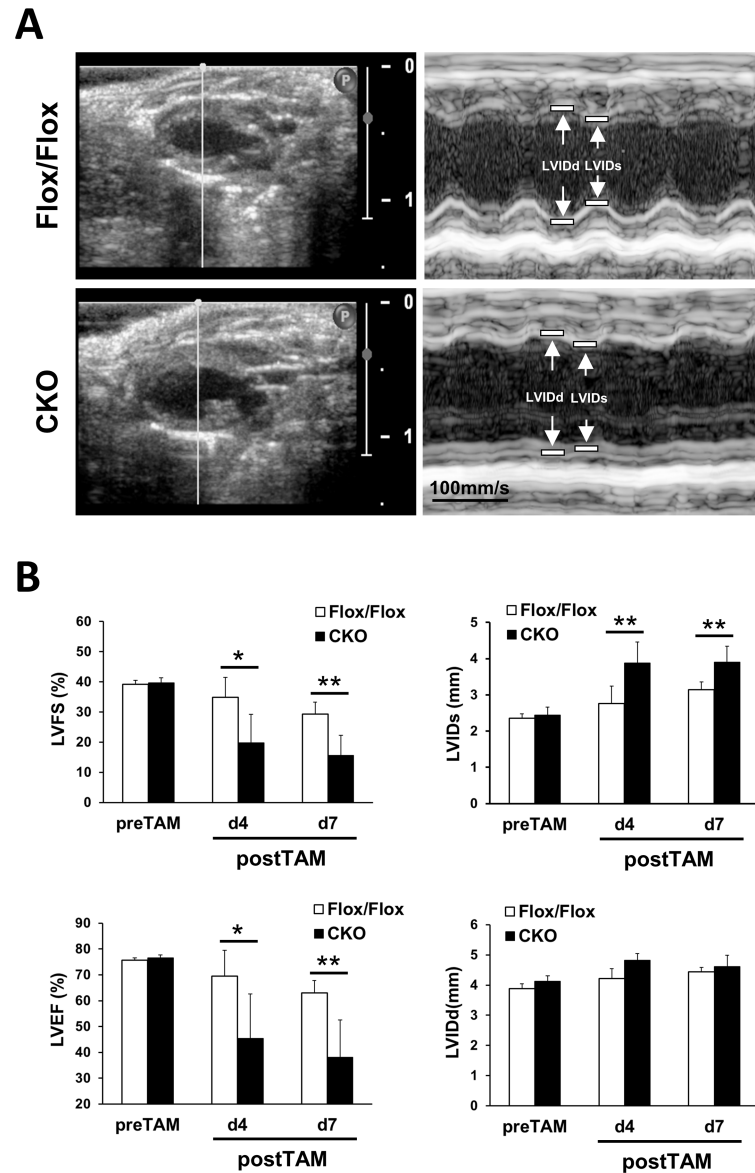 A
Flox/Flox
P
0
1
LVIDd
LVIDs
CKO
P
0
1
LVIDd
LVIDs
100mm/s
B
Flox/Flox
CKO
LVFS (%)
60
50
40
30
20
10
0
*
**
preTAM
d4
d7
postTAM
Flox/Flox
CKO
LVIDs (mm)
5
4
3
2
1
0
**
**
preTAM
d4
d7
postTAM
Flox/Flox
CKO
LVEF (%)
90
80
70
60
50
40
30
20
*
**
preTAM
d4
d7
postTAM
Flox/Flox
CKO
LVIDd(mm)
6
5
4
3
2
1
0
preTAM
d4
d7
postTAM